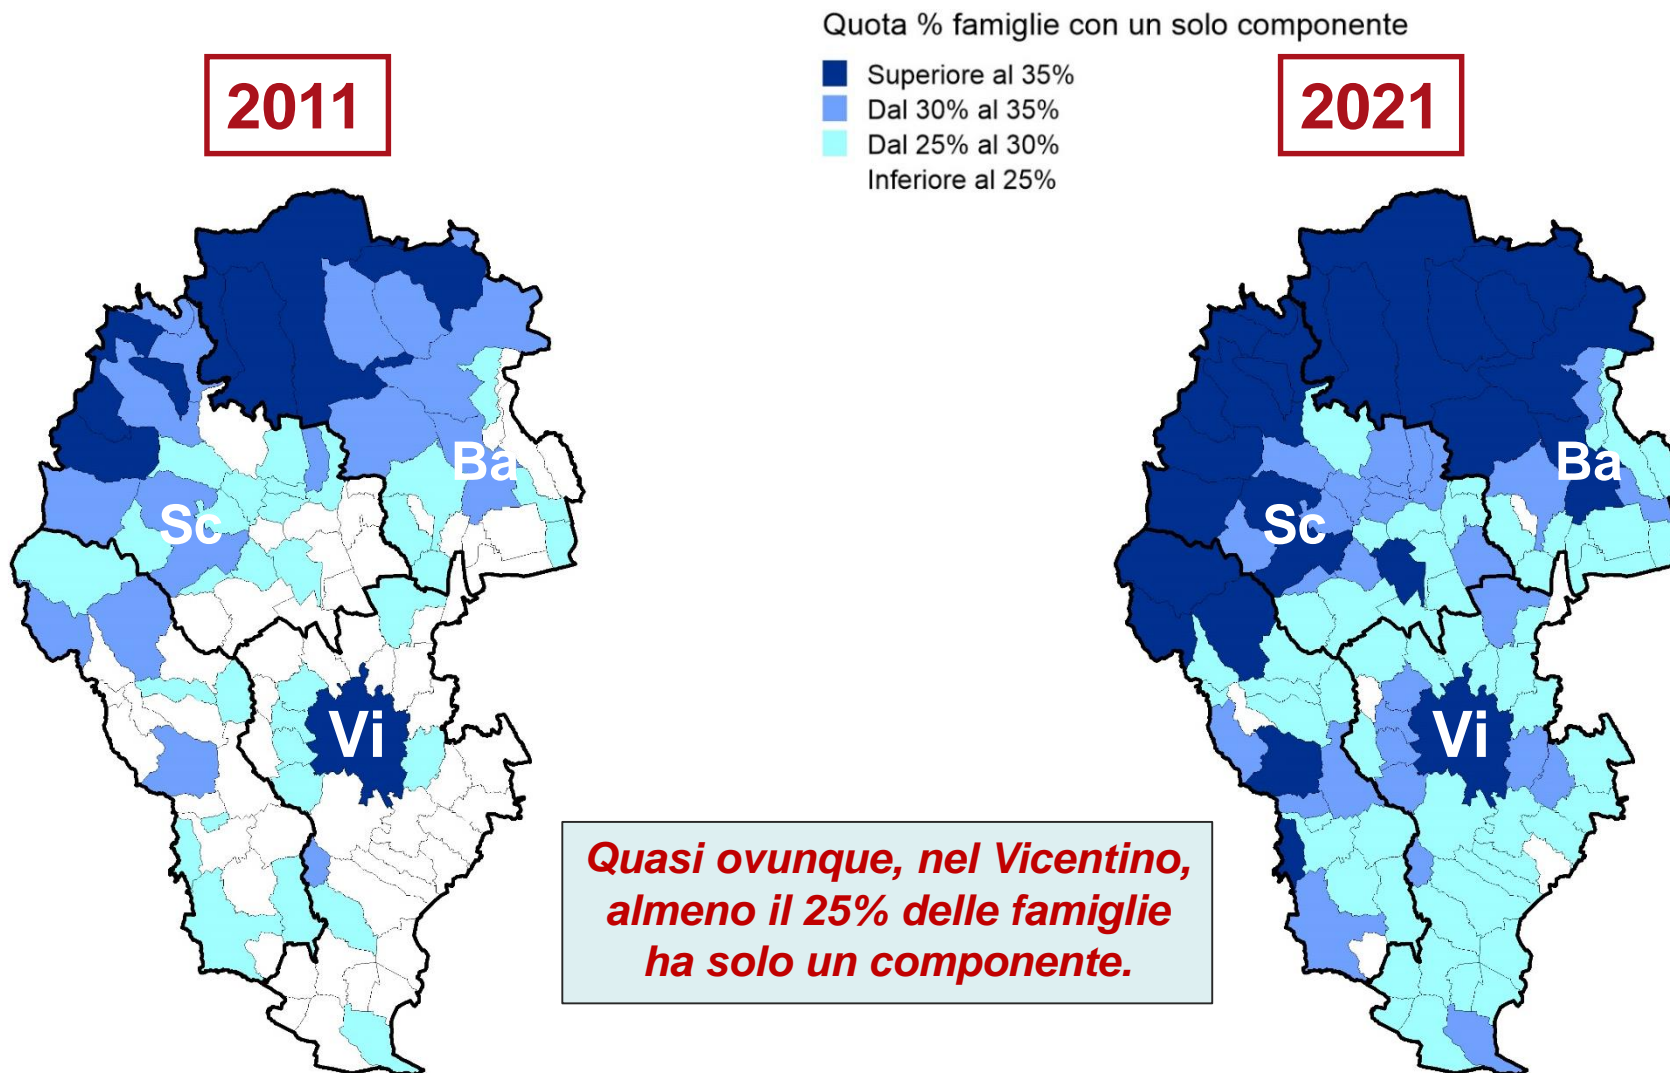 Quota % famiglie con un solo componente
2011
Superiore al 35%
Dal 30% al 35%
Dal 25% al 30%
Inferiore al 25%
2021
Ba
Sc
Vi
Ba
Sc
Vi
Quasi ovunque, nel Vicentino,
almeno il 25% delle famiglie
ha solo un componente.